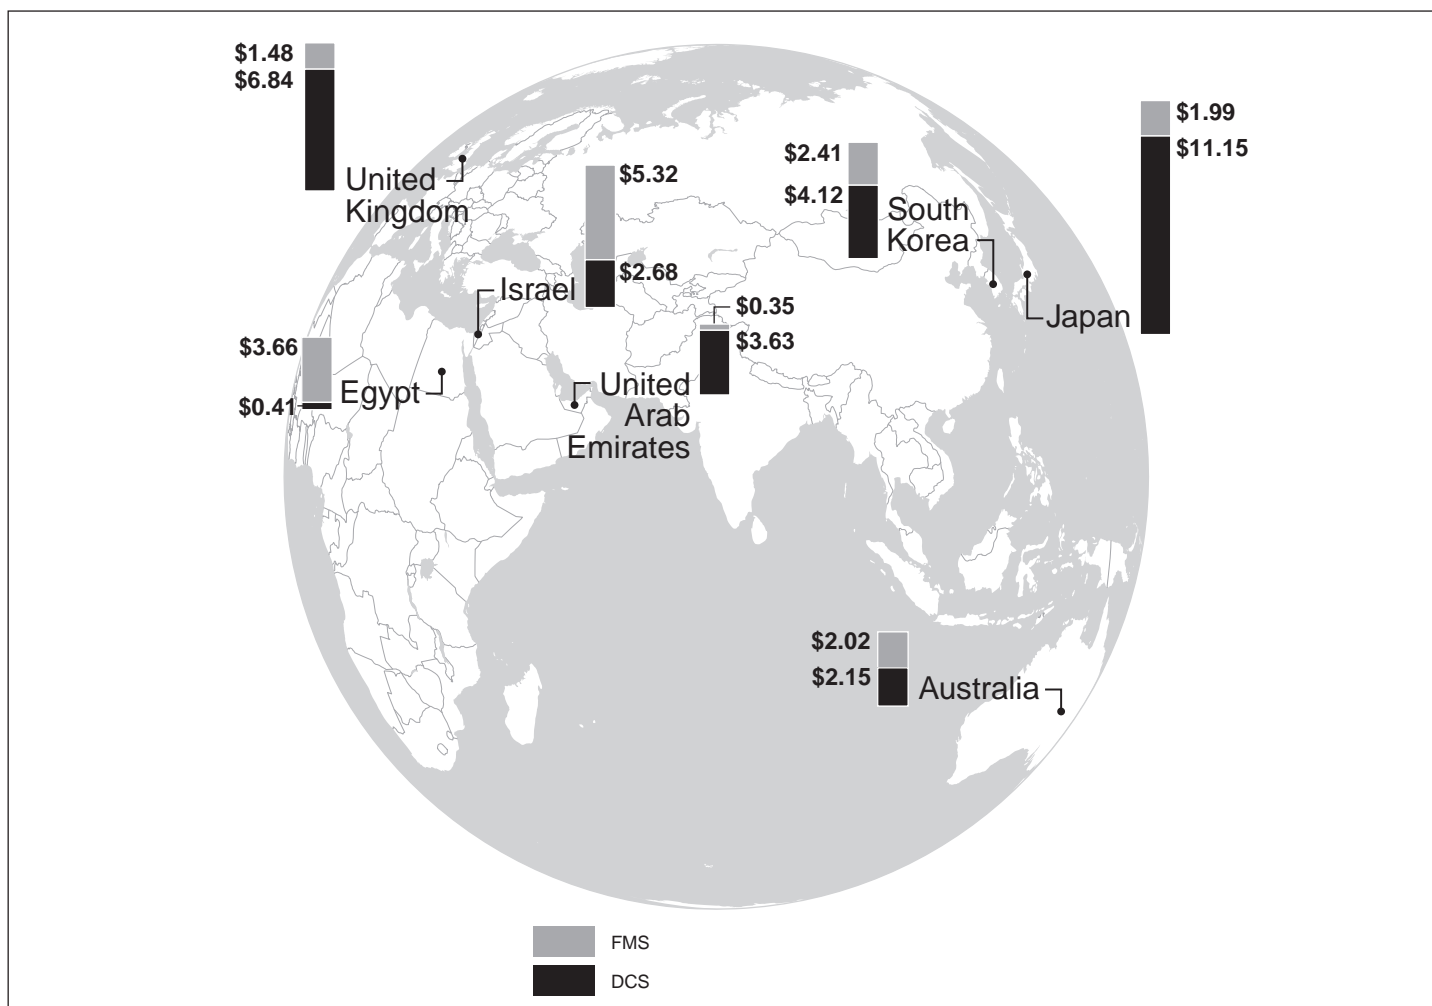 $1.48
$6.84
United
Kingdom
$5.32
$2.68
Israel
$2.41
$4.12
South
Korea
$1.99
$11.15
Japan
$3.66
$0.41
Egypt
$0.35
$3.63
United
Arab
Emirates
$2.02
$2.15
Australia
FMS
DCS